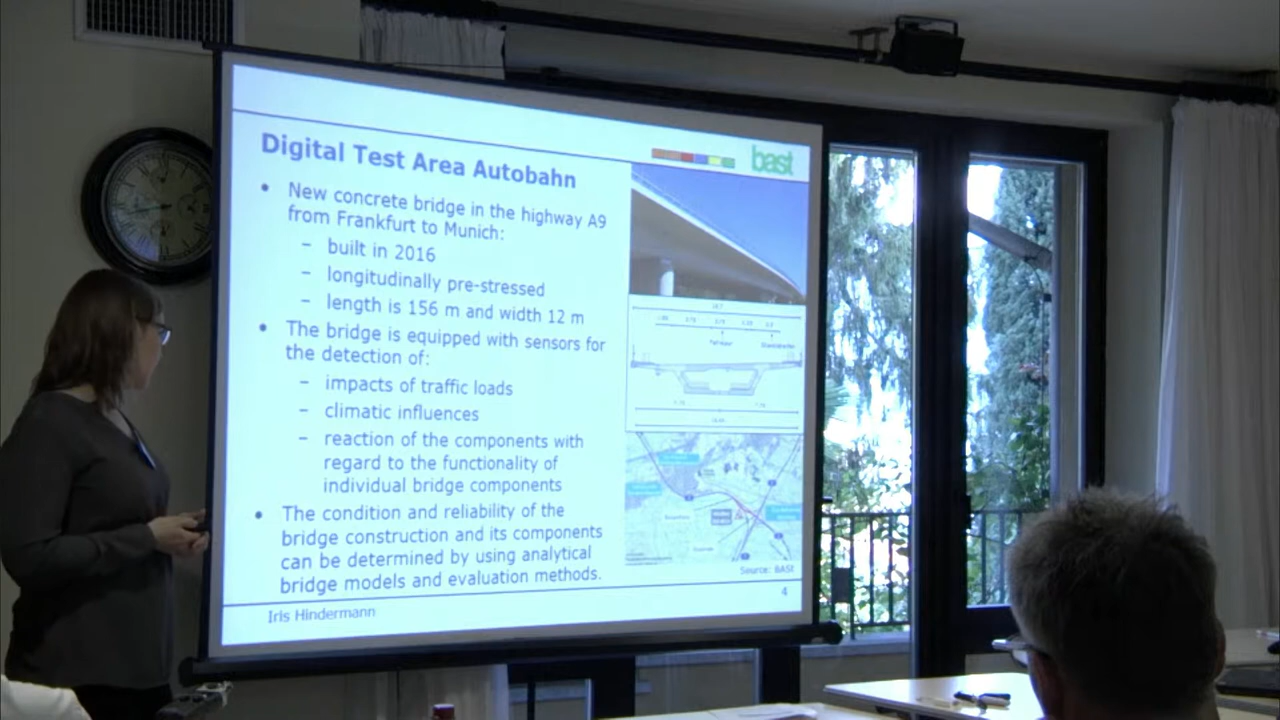 bast
Digital Test Area Autobahn
• New concrete bridge in the highway A9
from Frankfurt to Munich:
– built in 2016
– longitudinally pre-stressed
– length is 156 m and width 12 m
• The bridge is equipped with sensors for
the detection of:
– impacts of traffic loads
– climatic influences
– reaction of the components with
regard to the functionality of
individual bridge components
• The condition and reliability of the
bridge construction and its components
can be determined by using analytical
bridge models and evaluation methods.
Source: BASt
Iris Hindermann
4